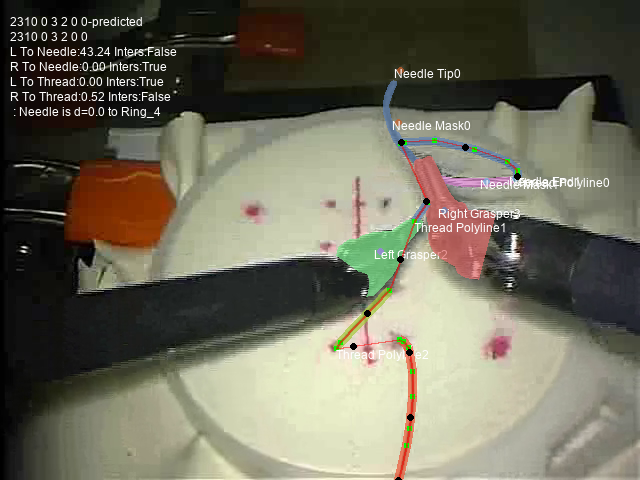 2310 0 3 2 0 0-predicted
2310 0 3 2 0 0
L To Needle:43.24 Inters:False
R To Needle:0.00 Inters:True
L To Thread:0.00 Inters:True
R To Thread:0.52 Inters:False
: Needle is d=0.0 to Ring_4
Needle Tip0
Needle Mask0
Right Grasper3
Thread Polyline1
Left Grasper2
Thread Polyline2